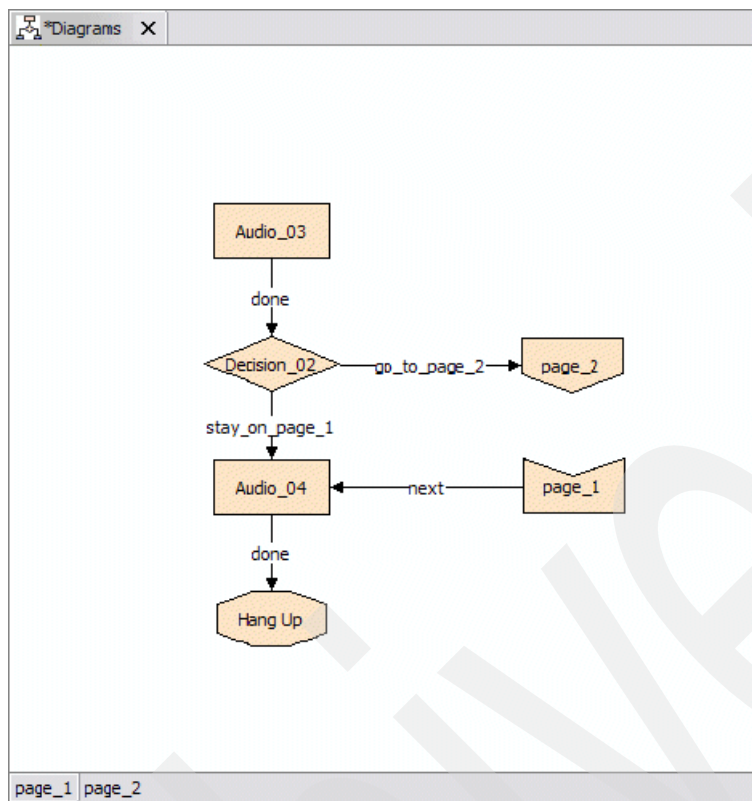 *Diagrams X
Audio_03
done
Decision_02
go_to_page_2
page_2
stay_on_page_1
Audio_04
next
page_1
done
Hang Up
page_1 page_2